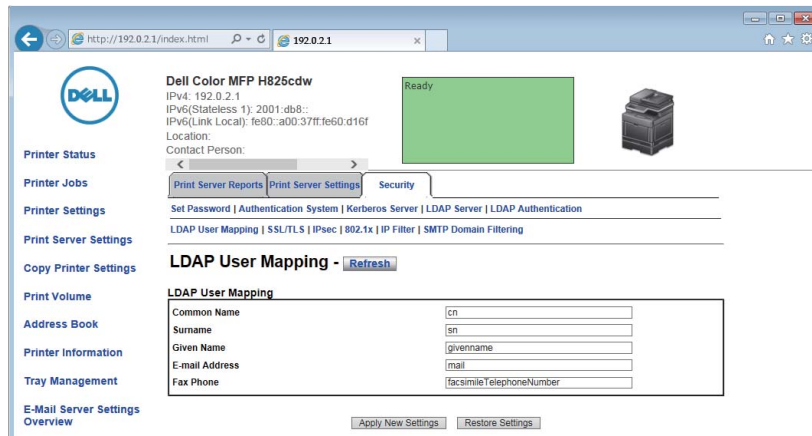 http://192.0.2.1/index.html
192.0.2.1
DELL
Dell Color MFP H825cdw
IPv4: 192.0.2.1
IPv6(Stateless 1): 2001:db8::
IPv6(Link Local): fe80::a00:37ff:fe60:d16f
Location:
Contact Person:
Ready
Printer Status
Printer Jobs
Printer Settings
Print Server Settings
Copy Printer Settings
Print Volume
Address Book
Printer Information
Tray Management
E-Mail Server Settings
Overview
Print Server Reports Print Server Settings Security
Set Password | Authentication System | Kerberos Server | LDAP Server | LDAP Authentication
LDAP User Mapping | SSL/TLS | IPsec | 802.1x | IP Filter | SMTP Domain Filtering
LDAP User Mapping - Refresh
LDAP User Mapping
Common Name cn
Surname sn
Given Name givenname
E-mail Address mail
Fax Phone facsimileTelephoneNumber
Apply New Settings Restore Settings